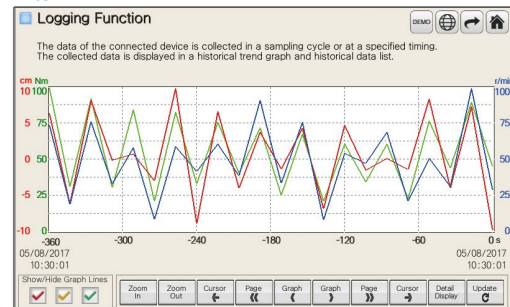 Logging Function
DEMO
The data of the connected device is collected in a sampling cycle or at a specified timing.
The collected data is displayed in a historical trend graph and historical data list.
cm Nm r/min
10 100 100
5 75 75
0 50 50
-5 25 25
-10 0 0 s
-360 -300 -240 -180 -120 -60
05/08/2017 05/08/2017
10:30:01 10:30:01
Show/Hide Graph Lines
Zoom In
Zoom Out
Cursor
Page
Graph
Graph
Page
Cursor
Detail Display
Update